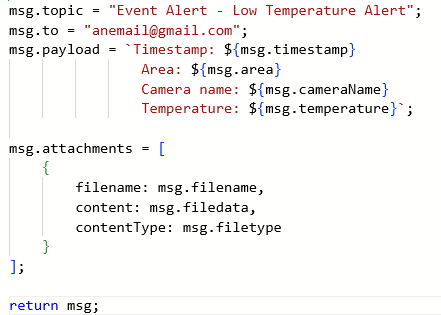 msg.topic = "Event Alert - Low Temperature Alert";
msg.to = "anemail@gmail.com";
msg.payload = `Timestamp: ${msg.timestamp}
                Area: ${msg.area}
                Camera name: ${msg.cameraName}
                Temperature: ${msg.temperature}`;

msg.attachments = [
    {
        filename: msg.filename,
        content: msg.filedata,
        contentType: msg.filetype
    }
];

return msg;